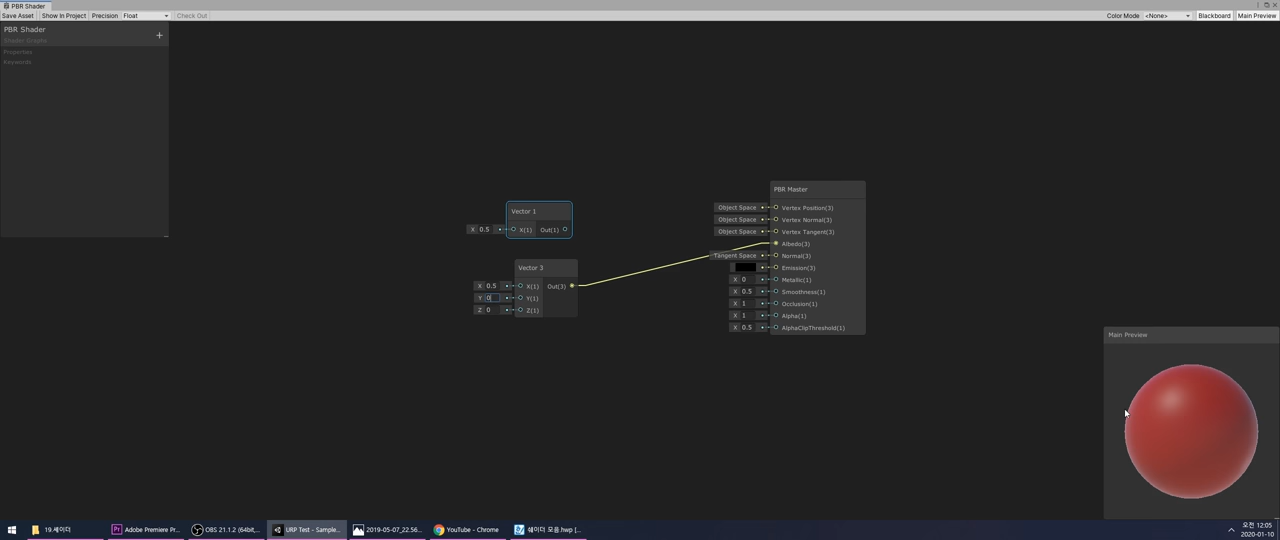 PBR Shader
Save Asset Show In Project Precision Float Check Out Color Mode <None> Blackboard Main Preview
PBR Shader
Shader Graphs
Properties
Keywords
PBR Master
Object Space Vertex Position(3)
Vector 1
Object Space Vertex Normal(3)
X 0.5 X(1) Out(1)
Object Space Vertex Tangent(3)
Albedo(3)
Tangent Space Normal(3)
Vector 3
Emission(3)
X 0 Metallic(1)
X 0.5 X(1) Out(3)
X 0.5 Smoothness(1)
Y 0 Y(1)
X 1 Occlusion(1)
Z 0 Z(1)
X 1 Alpha(1)
X 0.5 AlphaClipThreshold(1)
Main Preview
19.셰이더 Adobe Premiere Pr... OBS 21.1.2 (64bit,... URP Test - Sample... 2019-05-07_22.56... YouTube - Chrome 쉐이더 모음.hwp [...
오전 12:05
2020-01-10